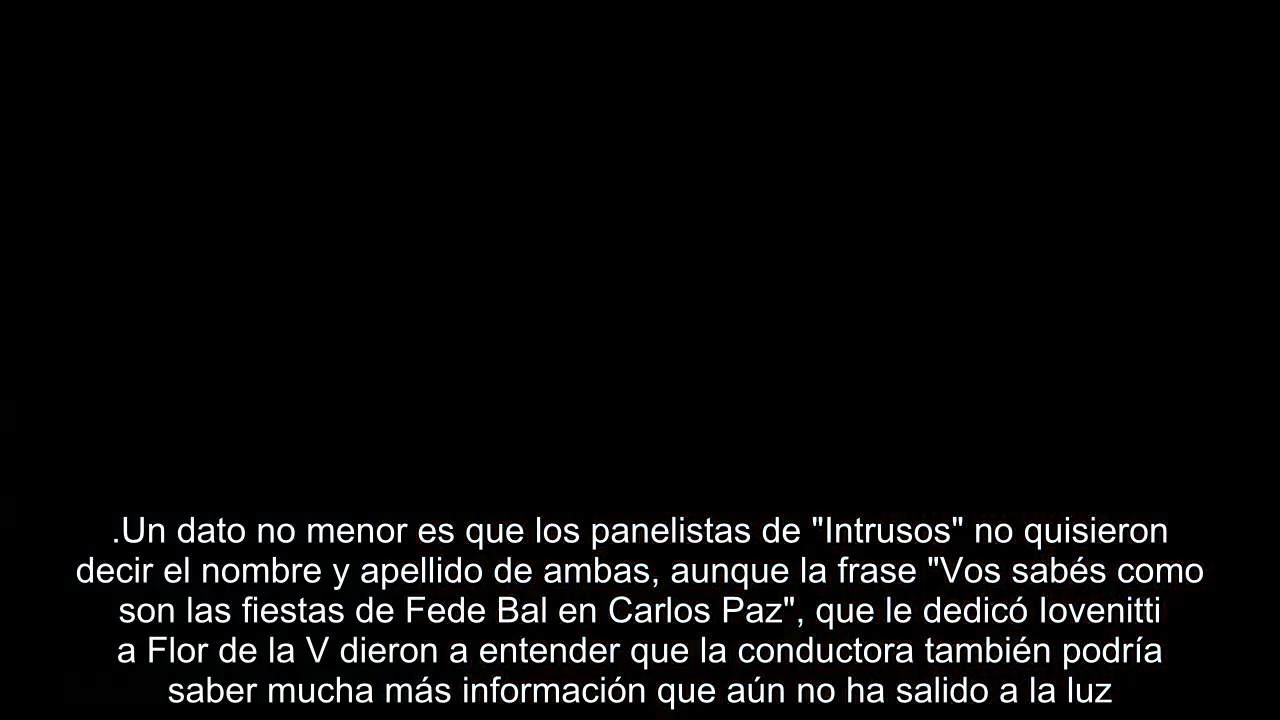 .Un dato no menor es que los panelistas de "Intrusos" no quisieron
decir el nombre y apellido de ambas, aunque la frase "Vos sabés como
son las fiestas de Fede Bal en Carlos Paz", que le dedicó Iovenitti
a Flor de la V dieron a entender que la conductora también podría
saber mucha más información que aún no ha salido a la luz